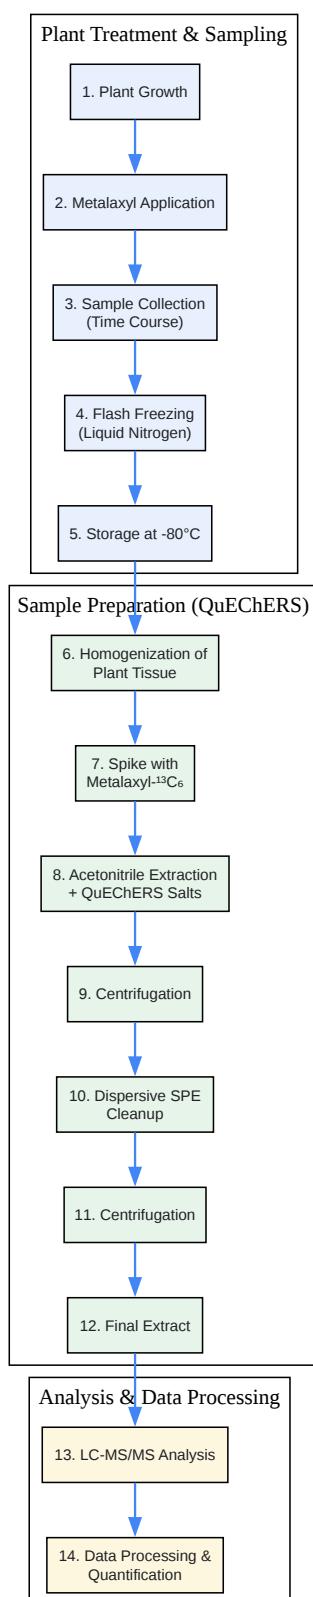 Plant Treatment & Sampling
1. Plant Growth
2. Metalaxyl Application
3. Sample Collection
(Time Course)
4. Flash Freezing
(Liquid Nitrogen)
5. Storage at -80°C
Sample Preparation (QuEChERS)
6. Homogenization of
Plant Tissue
7. Spike with
Metalaxyl-¹³C₆
8. Acetonitrile Extraction
+ QuEChERS Salts
9. Centrifugation
10. Dispersive SPE
Cleanup
11. Centrifugation
12. Final Extract
Analysis & Data Processing
13. LC-MS/MS Analysis
14. Data Processing &
Quantification